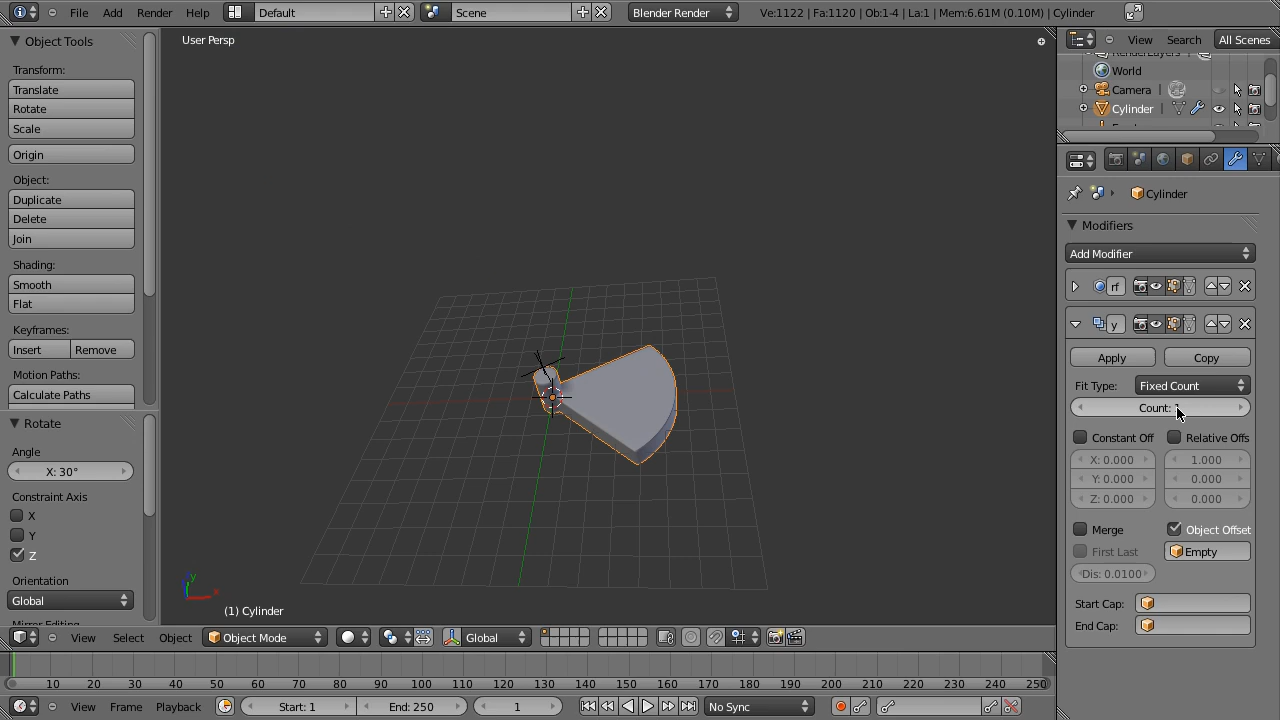 File Add Render Help Default Scene Blender Render Ve:1122 | Fa:1120 | Ob:1-4 | La:1 | Mem:6.61M (0.10M) | Cylinder
Object Tools
Transform:
Translate
Rotate
Scale
Origin
Object:
Duplicate
Delete
Join
Shading:
Smooth
Flat
Keyframes:
Insert Remove
Motion Paths:
Calculate Paths
Rotate
Angle
X: 30°
Constraint Axis
X
Y
Z
Orientation
Global
User Persp
y
x
(1) Cylinder
View Select Object Object Mode Global
10 20 30 40 50 60 70 80 90 100 110 120 130 140 150 160 170 180 190 200 210 220 230 240 250
View Frame Playback Start: 1 End: 250 1 No Sync
View Search All Scenes
World
Camera
Cylinder
Cylinder
Modifiers
Add Modifier
rf
y
Apply Copy
Fit Type: Fixed Count
Count:
Constant Off Relative Offs
X: 0.000 1.000
Y: 0.000 0.000
Z: 0.000 0.000
Merge Object Offset
First Last Empty
Dis: 0.0100
Start Cap:
End Cap: